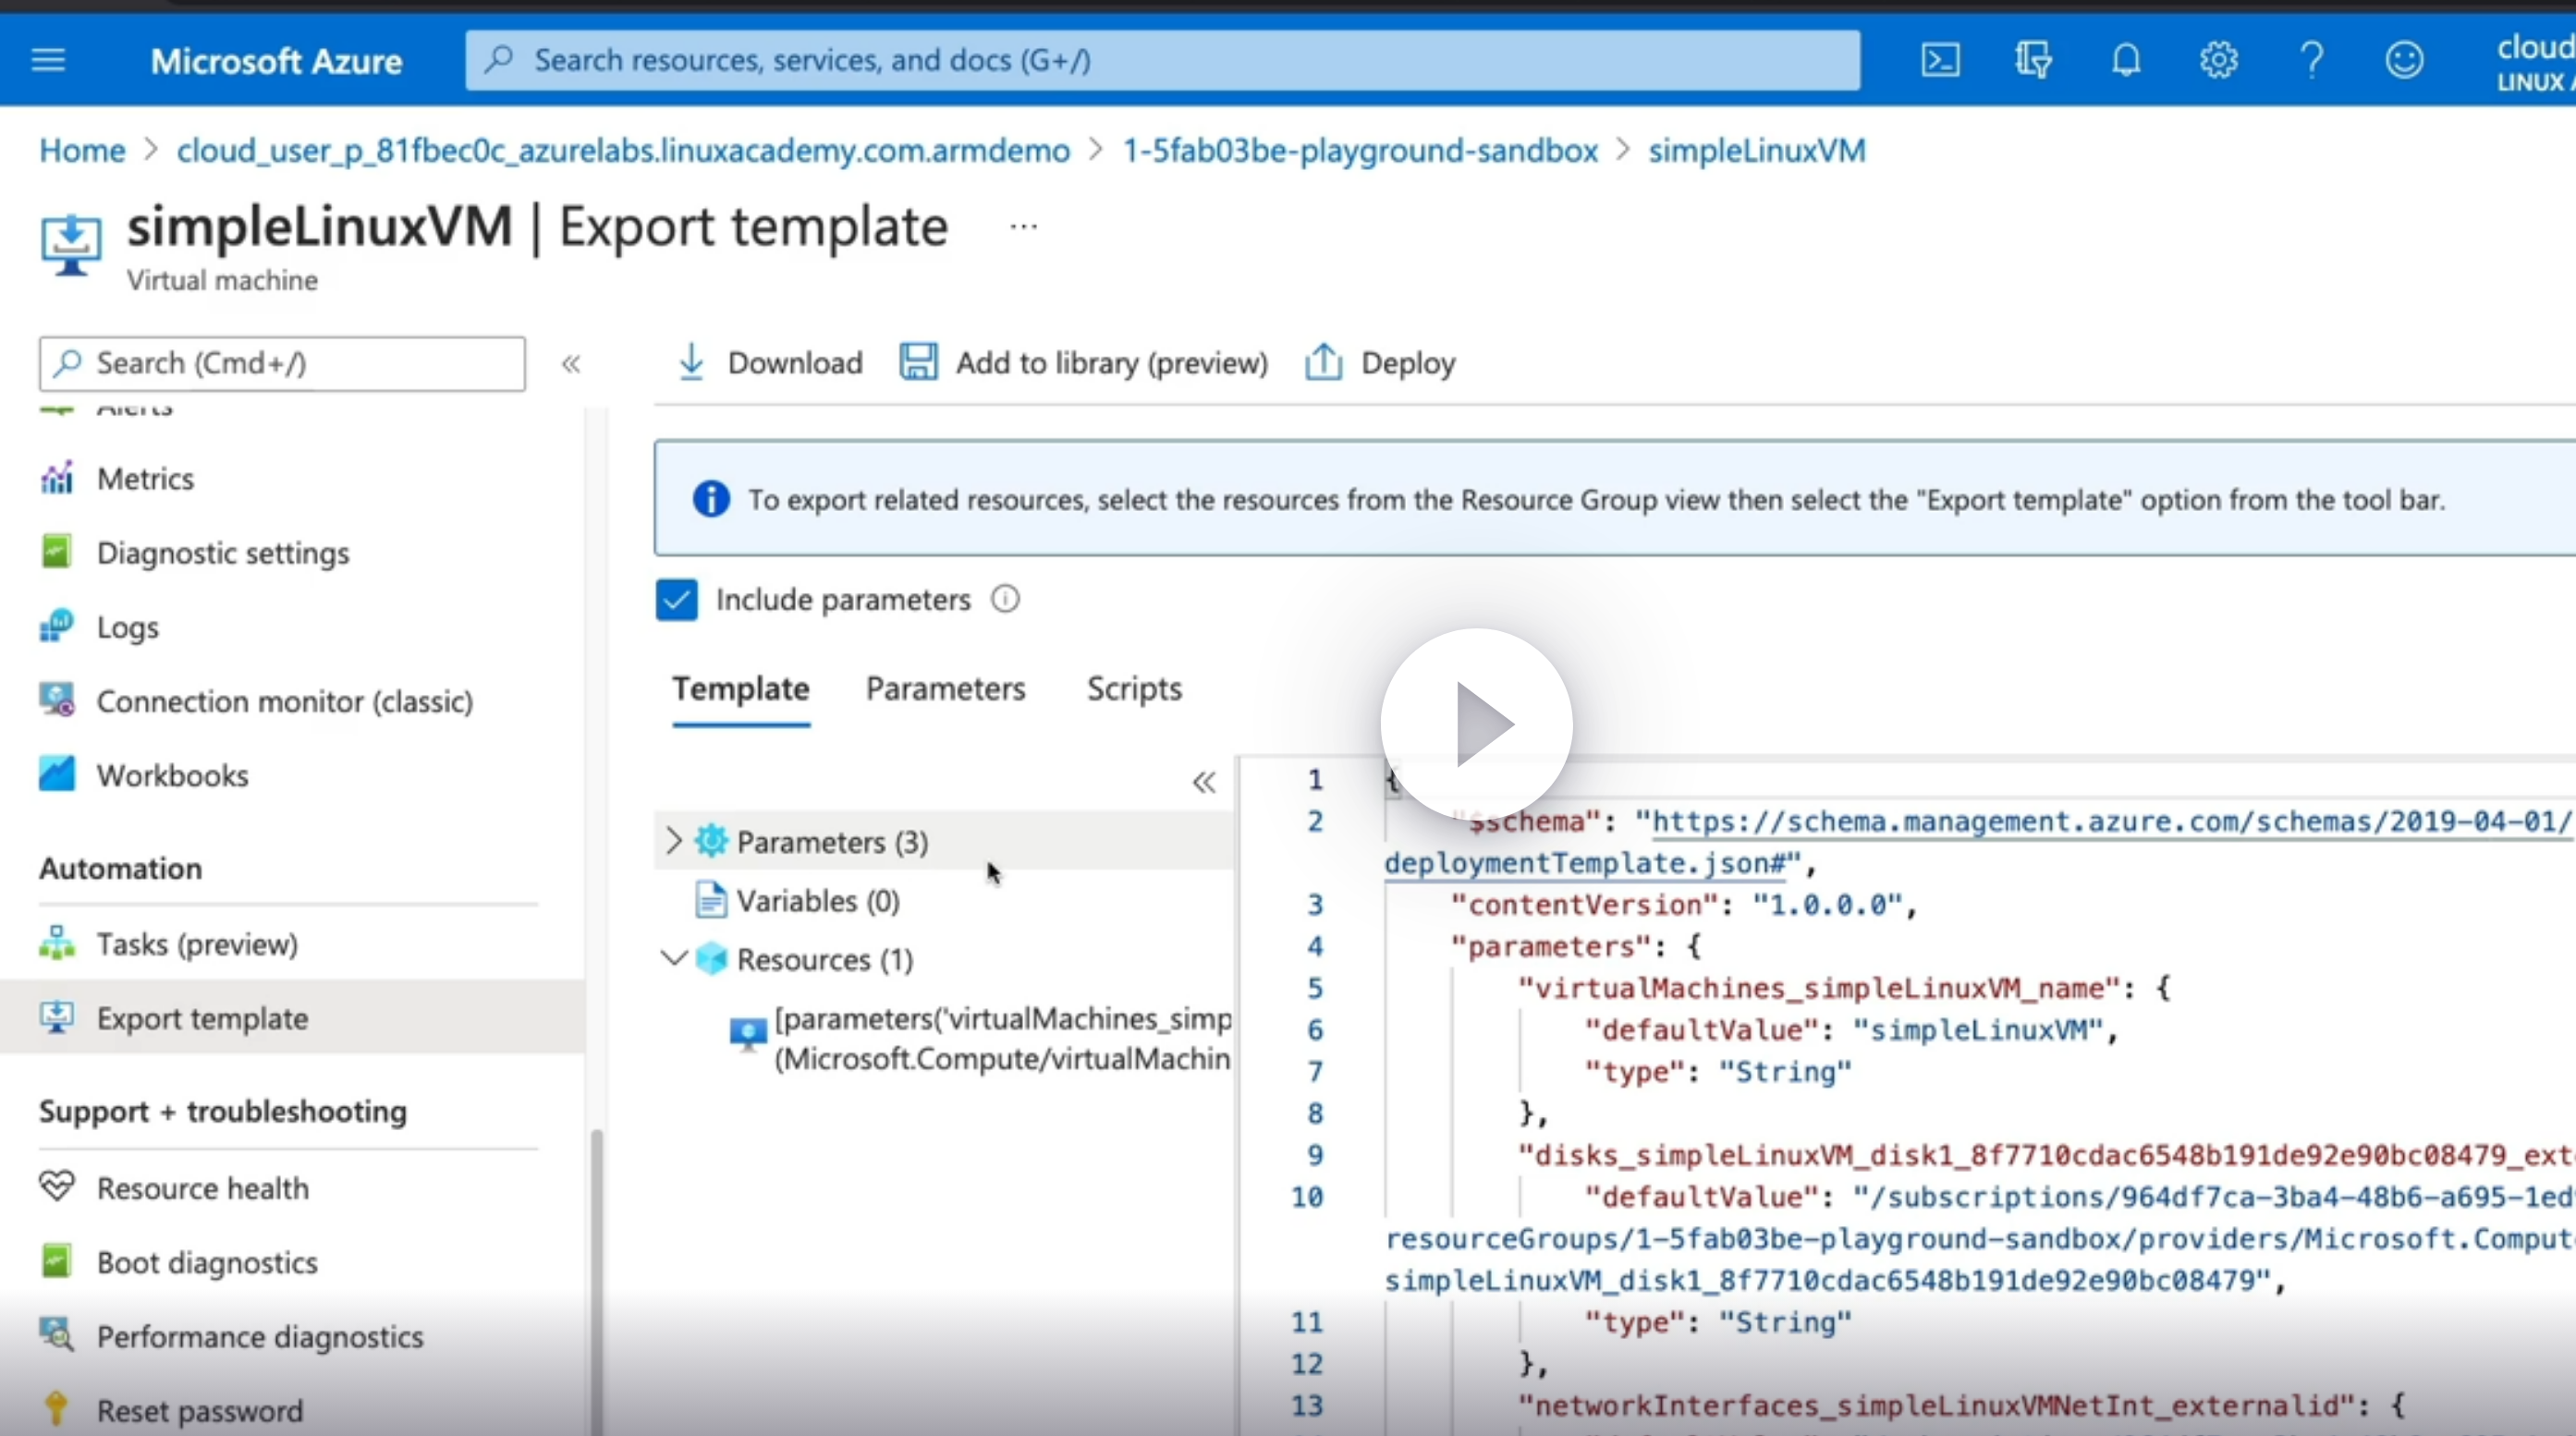 Microsoft Azure
Search resources, services, and docs (G+/)
cloud
LINUX
Home > cloud_user_p_81fbec0c_azurelabs.linuxacademy.com.armdemo > 1-5fab03be-playground-sandbox > simpleLinuxVM
simpleLinuxVM | Export template ...
Virtual machine
Search (Cmd+/)
«
Download
Add to library (preview)
Deploy
Alerts
Metrics
Diagnostic settings
Logs
Connection monitor (classic)
Workbooks
Automation
Tasks (preview)
Export template
Support + troubleshooting
Resource health
Boot diagnostics
Performance diagnostics
Reset password
To export related resources, select the resources from the Resource Group view then select the "Export template" option from the tool bar.
Include parameters
Template
Parameters
Scripts
«
Parameters (3)
Variables (0)
Resources (1)
[parameters('virtualMachines_simp
(Microsoft.Compute/virtualMachin
1 {
2 "$schema": "https://schema.management.azure.com/schemas/2019-04-01/
deploymentTemplate.json#",
3 "contentVersion": "1.0.0.0",
4 "parameters": {
5 "virtualMachines_simpleLinuxVM_name": {
6 "defaultValue": "simpleLinuxVM",
7 "type": "String"
8 },
9 "disks_simpleLinuxVM_disk1_8f7710cdac6548b191de92e90bc08479_ext
10 "defaultValue": "/subscriptions/964df7ca-3ba4-48b6-a695-1ed
resourceGroups/1-5fab03be-playground-sandbox/providers/Microsoft.Comput
simpleLinuxVM_disk1_8f7710cdac6548b191de92e90bc08479",
11 "type": "String"
12 },
13 "networkInterfaces_simpleLinuxVMNetInt_externalid": {